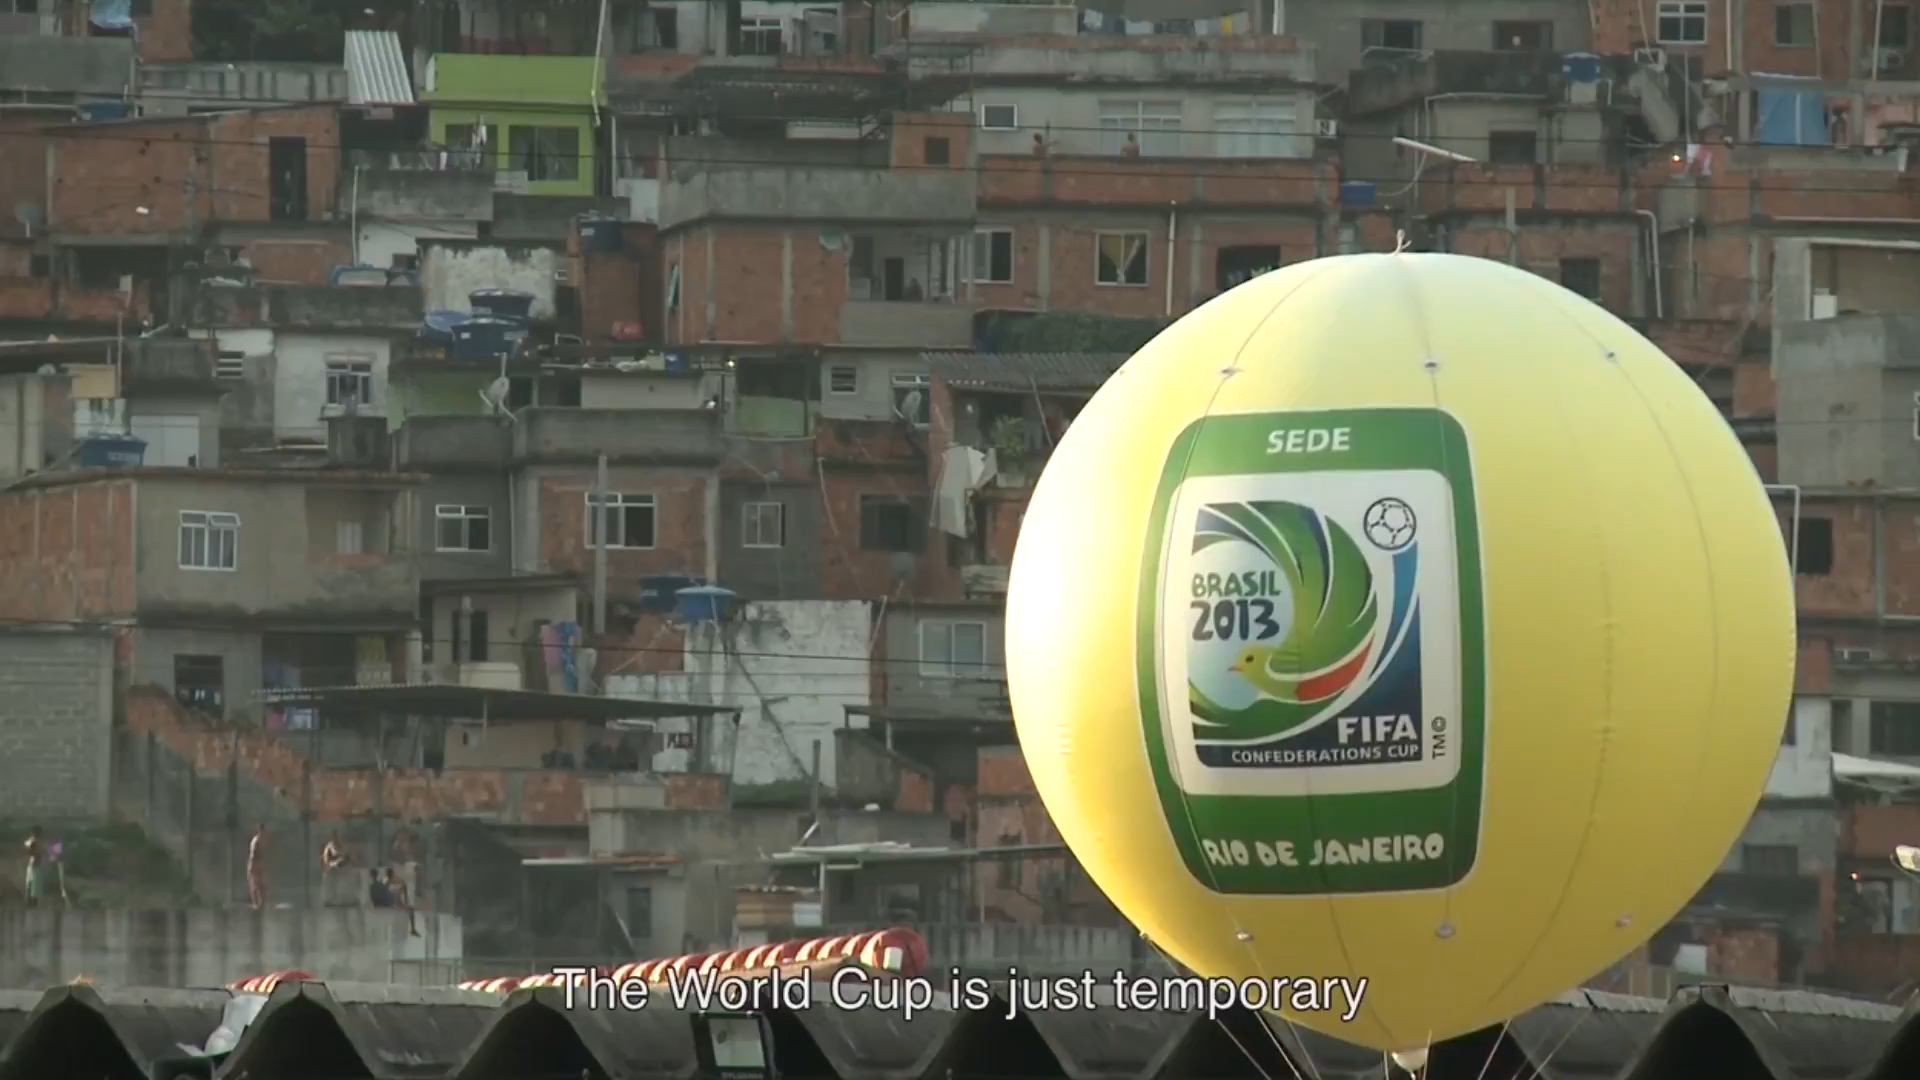 SEDE
BRASIL
2013
FIFA
CONFEDERATIONS CUP
TM©
RIO DE JANEIRO
The World Cup is just temporary